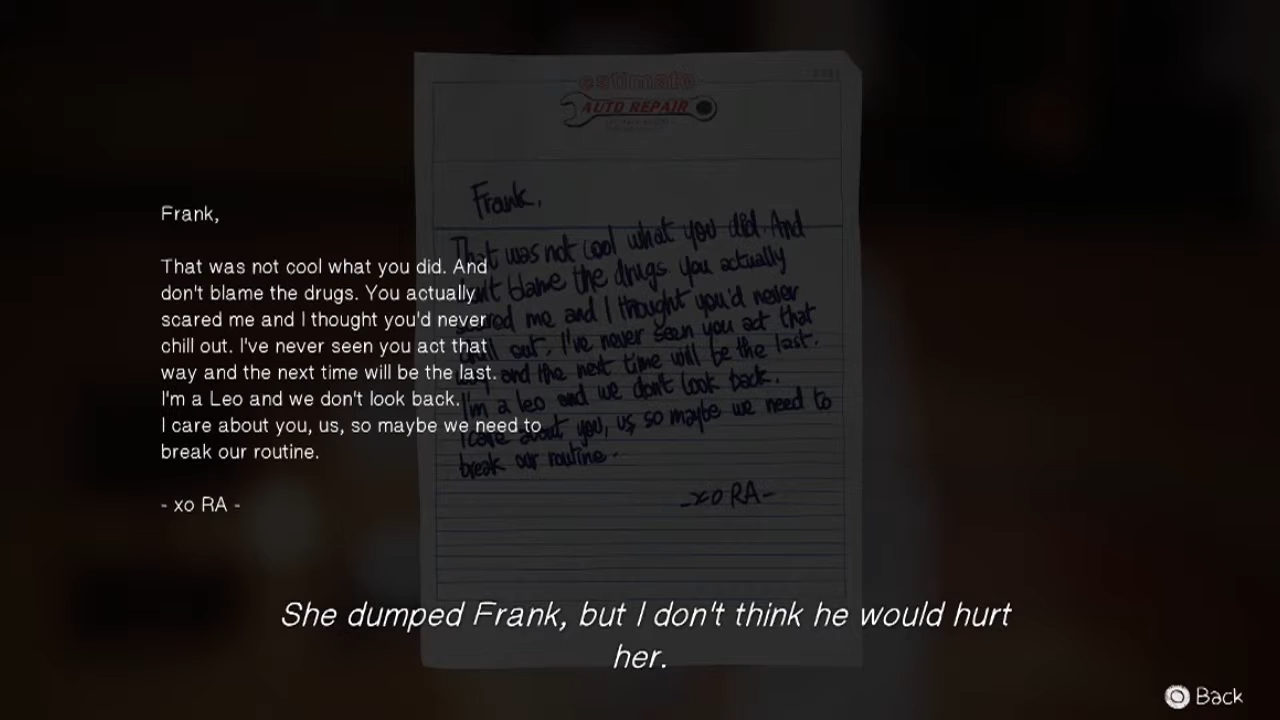 estimate
AUTO REPAIR
Frank,
That was not cool what you did. And
don't blame the drugs. You actually
scared me and I thought you'd never
chill out. I've never seen you act that
way and the next time will be the last.
I'm a Leo and we don't look back.
I care about you, us, so maybe we need to
break our routine.
- xo RA -
Frank,
That was not cool what you did. And
don't blame the drugs. You actually
scared me and I thought you'd never
chill out. I've never seen you act that
way and the next time will be the last.
I'm a leo and we don't look back.
I care about you, us, so maybe we need to
break our routine.
-xo RA-
She dumped Frank, but I don't think he would hurt
her.
Back